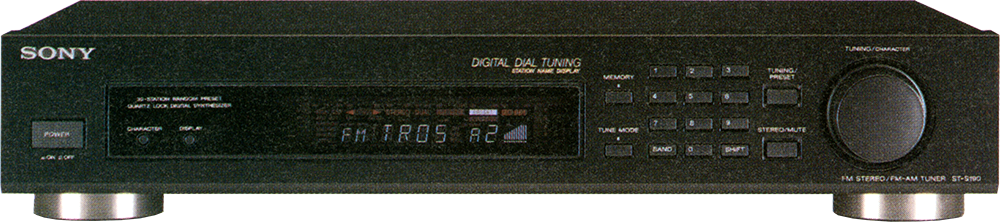 SONY
DIGITAL DIAL TUNING
STATION NAME DISPLAY
30-STATION RANDOM PRESET
QUARTZ LOCK DIGITAL SYNTHESIZER
POWER
ON OFF
CHARACTER DISPLAY
FM TROS A2
MEMORY
TUNE MODE
1 2 3
4 5 6
7 8 9
BAND 0 SHIFT
TUNING/
PRESET
STEREO/MUTE
TUNING/CHARACTER
FM STEREO/FM-AM TUNER ST-S190